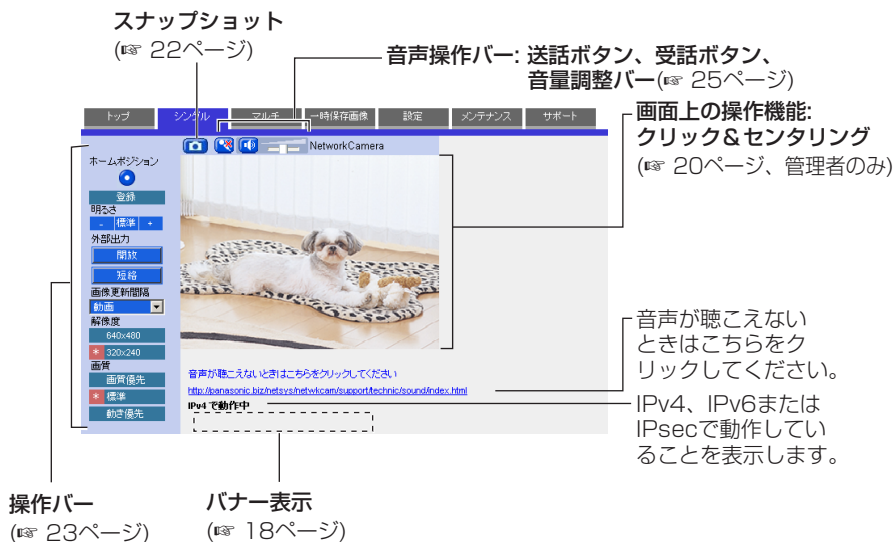 スナップショット
(☞ 22ページ)
音声操作バー: 送話ボタン、受話ボタン、
音量調整バー(☞ 25ページ)
画面上の操作機能:
クリック&センタリング
(☞ 20ページ、管理者のみ)
トップ シングル マルチ 一時保存画像 設定 メンテナンス サポート
NetworkCamera
ホームポジション
登録
明るさ
- 標準 +
外部出力
開放
短絡
画像更新間隔
動画
解像度
640x480
* 320x240
画質
画質優先
* 標準
動き優先
音声が聴こえないときはこちらをクリックしてください
http://panasonic.biz/netsys/netwkcam/support/technic/sound/index.html
IPv4 で動作中
音声が聴こえない
ときはこちらをク
リックしてください。
IPv4、IPv6または
IPsecで動作してい
ることを表示します。
操作バー
(☞ 23ページ)
バナー表示
(☞ 18ページ)